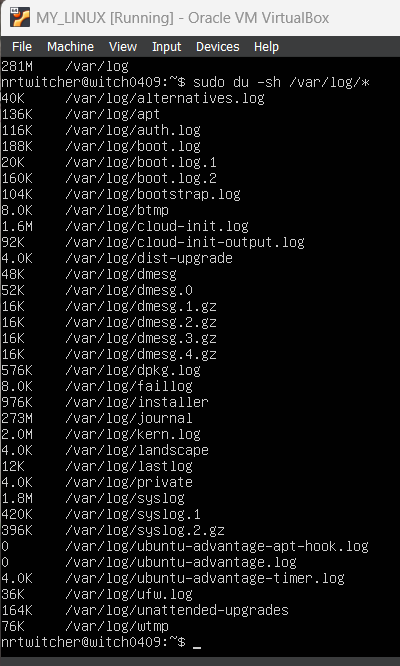 MY_LINUX [Running] - Oracle VM VirtualBox
File Machine View Input Devices Help
281M /var/log
nrtwitcher@witch0409:~$ sudo du -sh /var/log/*
40K /var/log/alternatives.log
136K /var/log/apt
116K /var/log/auth.log
188K /var/log/boot.log
20K /var/log/boot.log.1
160K /var/log/boot.log.2
104K /var/log/bootstrap.log
8.0K /var/log/btmp
1.6M /var/log/cloud-init.log
92K /var/log/cloud-init-output.log
4.0K /var/log/dist-upgrade
48K /var/log/dmesg
52K /var/log/dmesg.0
16K /var/log/dmesg.1.gz
16K /var/log/dmesg.2.gz
16K /var/log/dmesg.3.gz
16K /var/log/dmesg.4.gz
576K /var/log/dpkg.log
8.0K /var/log/faillog
976K /var/log/installer
273M /var/log/journal
2.0M /var/log/kern.log
4.0K /var/log/landscape
12K /var/log/lastlog
4.0K /var/log/private
1.8M /var/log/syslog
420K /var/log/syslog.1
396K /var/log/syslog.2.gz
0 /var/log/ubuntu-advantage-apt-hook.log
0 /var/log/ubuntu-advantage.log
4.0K /var/log/ubuntu-advantage-timer.log
36K /var/log/ufw.log
164K /var/log/unattended-upgrades
76K /var/log/wtmp
nrtwitcher@witch0409:~$ _